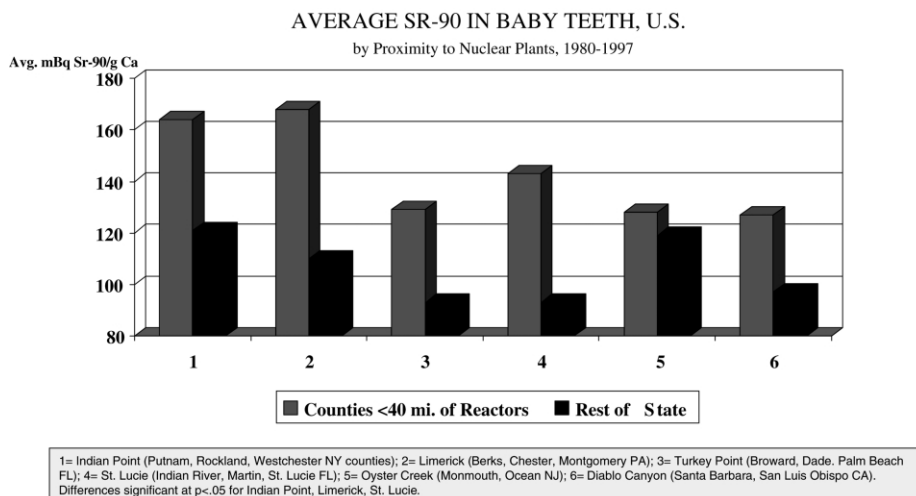 AVERAGE SR-90 IN BABY TEETH, U.S.
by Proximity to Nuclear Plants, 1980-1997
Avg. mBq Sr-90/g Ca
180
160
140
120
100
80
1 2 3 4 5 6
Counties <40 mi. of Reactors Rest of State
1= Indian Point (Putnam, Rockland, Westchester NY counties); 2= Limerick (Berks, Chester, Montgomery PA); 3= Turkey Point (Broward, Dade. Palm Beach
FL); 4= St. Lucie (Indian River, Martin, St. Lucie FL); 5= Oyster Creek (Monmouth, Ocean NJ); 6= Diablo Canyon (Santa Barbara, San Luis Obispo CA).
Differences significant at p<.05 for Indian Point, Limerick, St. Lucie.